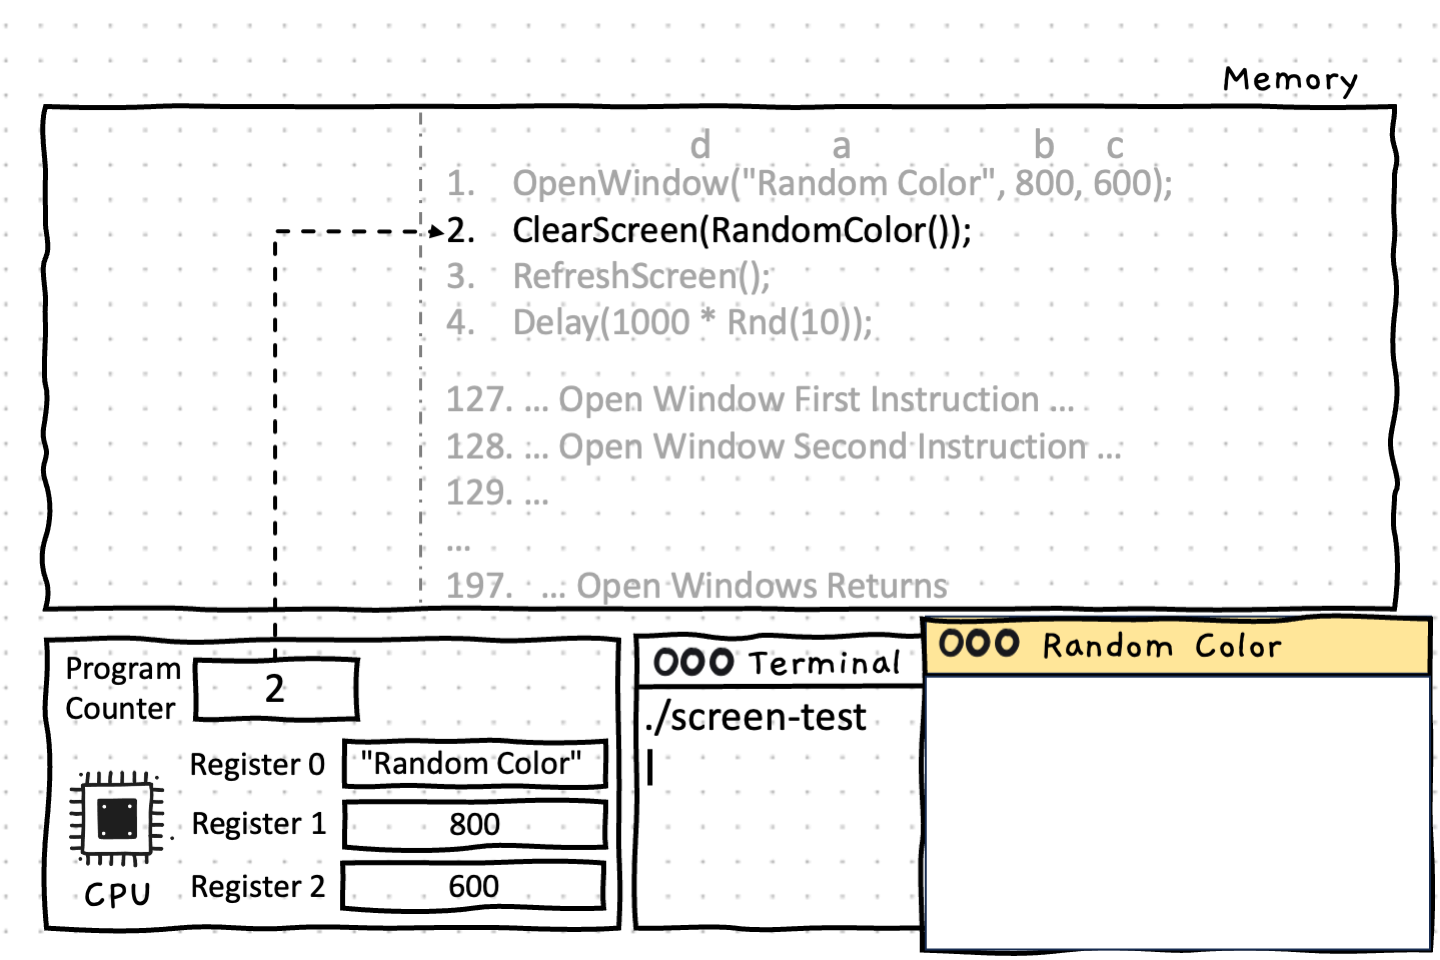 Memory
d a b c
1. OpenWindow("Random Color", 800, 600);
2. ClearScreen(RandomColor());
3. RefreshScreen();
4. Delay(1000 * Rnd(10));
127. ... Open Window First Instruction ...
128. ... Open Window Second Instruction ...
129. ...
...
197. ... Open Windows Returns
Program
Counter
2
Register 0 "Random Color"
Register 1 800
Register 2 600
CPU
Terminal
./screen-test
Random Color